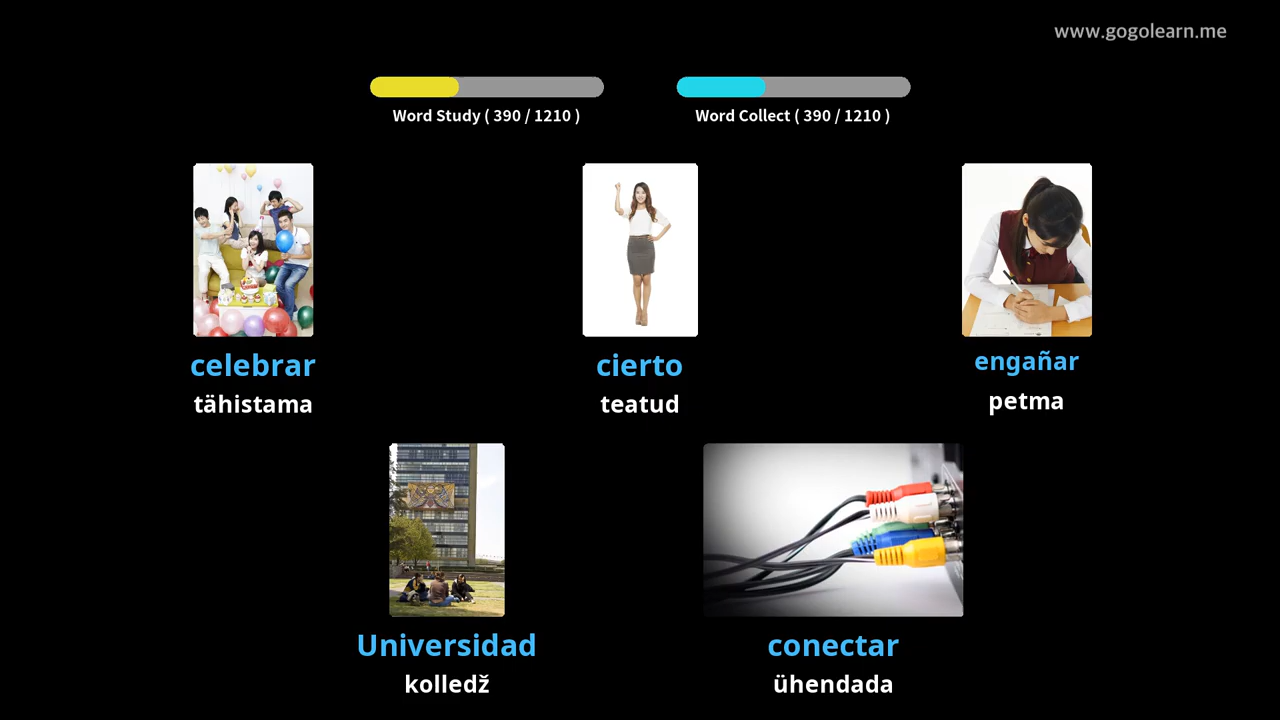 www.gogolearn.me
Word Study ( 390 / 1210 )
Word Collect ( 390 / 1210 )
celebrar
tähistama
cierto
teatud
engañar
petma
Universidad
kolledž
conectar
ühendada